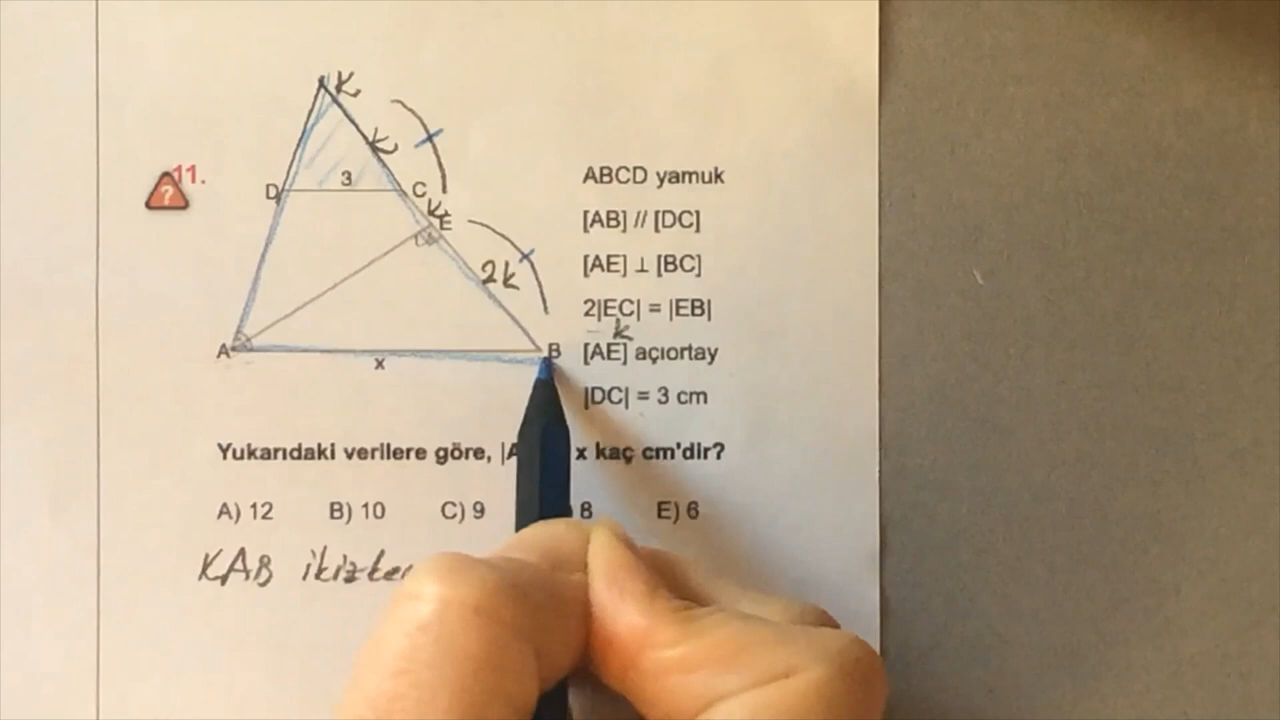 K
K
11.
?
D
3
C
K
E
2k
A
x
B
ABCD yamuk
[AB] // [DC]
[AE] ⊥ [BC]
2|EC| = |EB|
k
[AE] açıortay
|DC| = 3 cm
Yukarıdaki verilere göre, |A x kaç cm'dir?
A) 12 B) 10 C) 9 8 E) 6
KAB ikizken